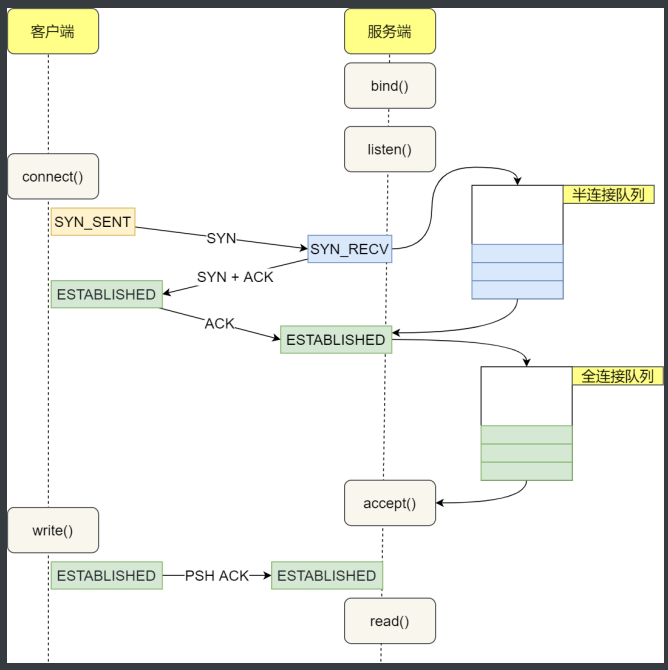 客户端
服务端
bind()
listen()
connect()
半连接队列
SYN_SENT
SYN
SYN_RECV
SYN + ACK
ESTABLISHED
ACK
ESTABLISHED
全连接队列
accept()
write()
ESTABLISHED
PSH ACK
ESTABLISHED
read()